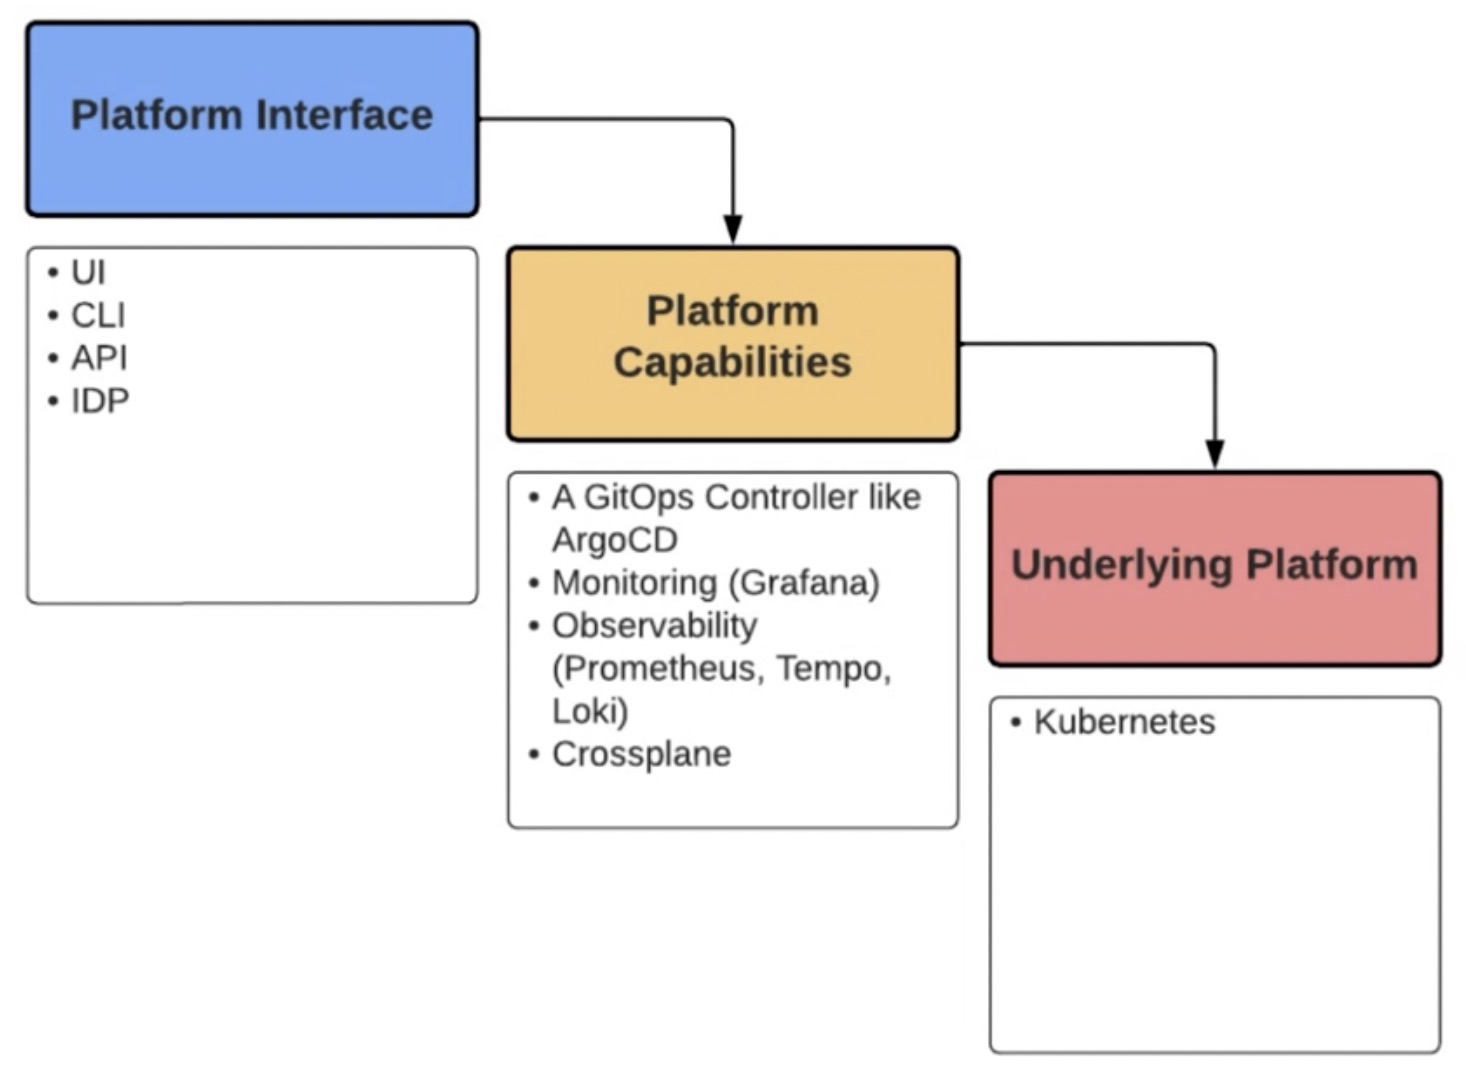 Platform Interface
• UI
• CLI
• API
• IDP
Platform
Capabilities
• A GitOps Controller like
ArgoCD
• Monitoring (Grafana)
• Observability
(Prometheus, Tempo,
Loki)
• Crossplane
Underlying Platform
• Kubernetes